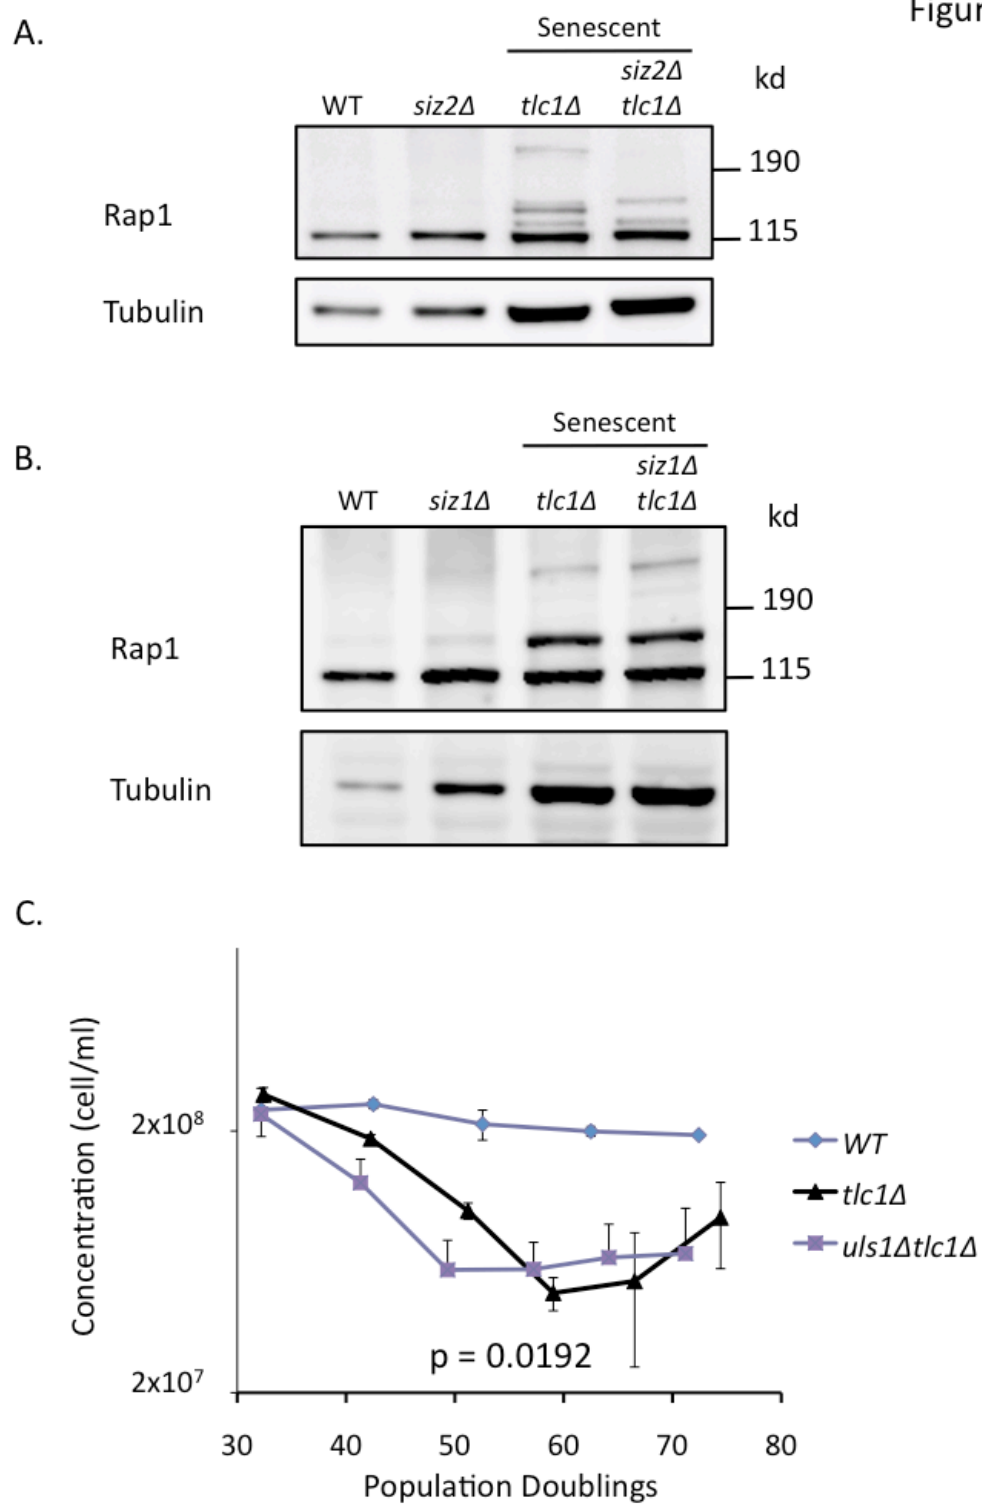 Figur
A.
Senescent
siz2Δ
kd
WT siz2Δ tlc1Δ tlc1Δ
190
Rap1
115
Tubulin
Senescent
B.
siz1Δ
WT siz1Δ tlc1Δ tlc1Δ
kd
190
Rap1
115
Tubulin
C.
Concentration (cell/ml)
2x10⁸
WT
tlc1Δ
uls1Δtlc1Δ
p = 0.0192
2x10⁷
30 40 50 60 70 80
Population Doublings